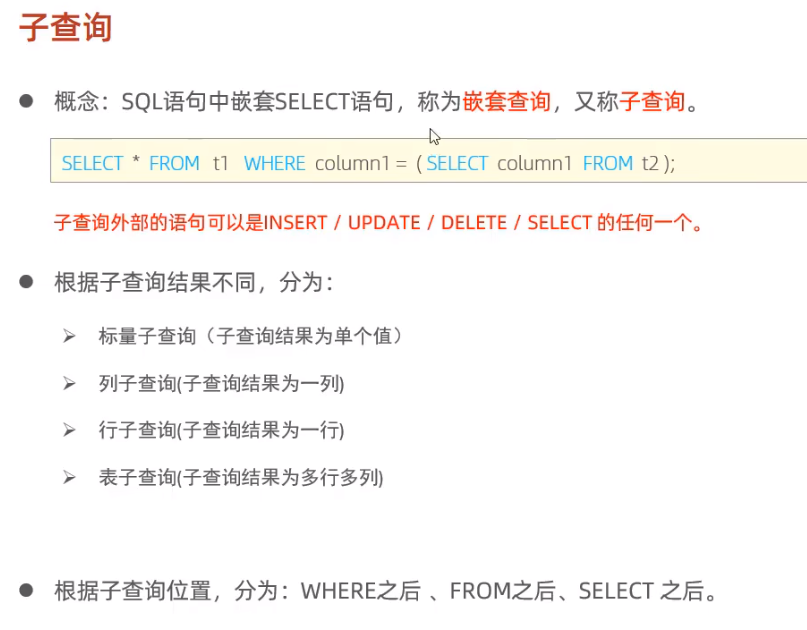 子查询
概念：SQL语句中嵌套SELECT语句，称为嵌套查询，又称子查询。
SELECT * FROM t1 WHERE column1 = ( SELECT column1 FROM t2 );
子查询外部的语句可以是INSERT / UPDATE / DELETE / SELECT 的任何一个。
根据子查询结果不同，分为：
标量子查询（子查询结果为单个值）
列子查询(子查询结果为一列)
行子查询(子查询结果为一行)
表子查询(子查询结果为多行多列)
根据子查询位置，分为：WHERE之后 、FROM之后、SELECT 之后。